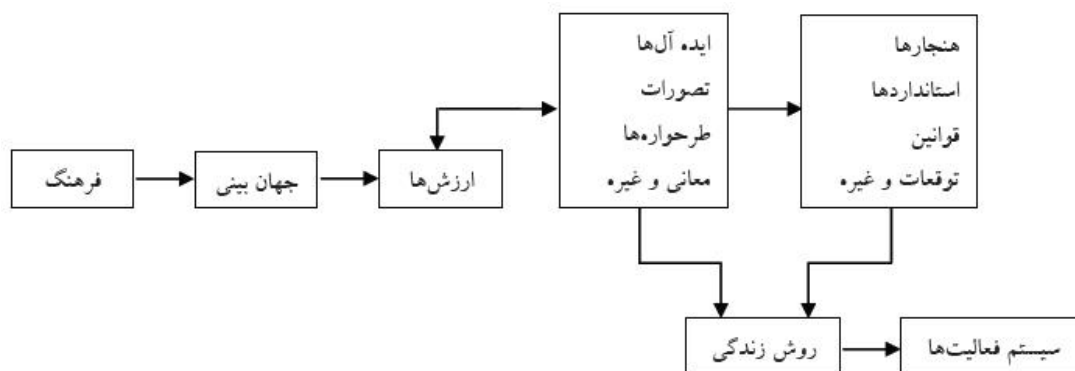 ایده آل‌ها
تصورات
طرحواره‌ها
معانی و غیره.
هنجارها
استانداردها
قوانین
توقعات و غیره.
فرهنگ
جهان بینی
ارزش‌ها
روش زندگی
سیستم فعالیت‌ها